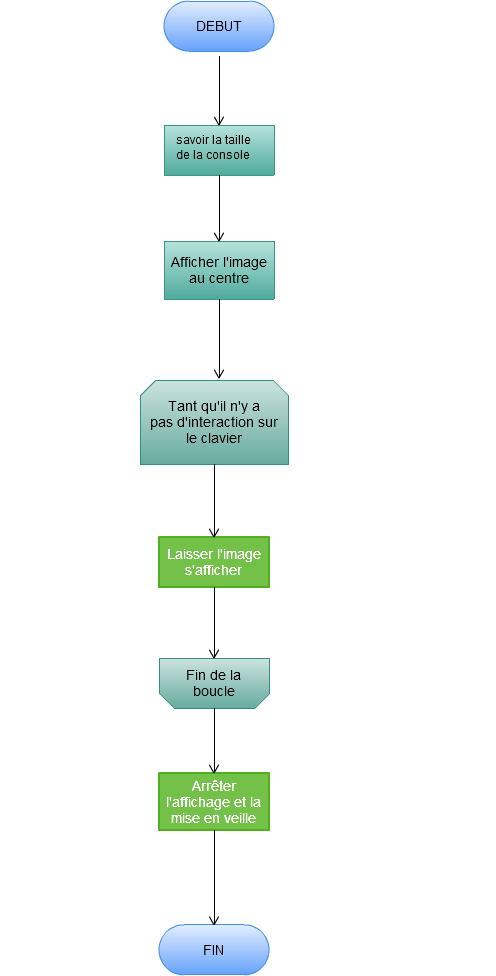 DEBUT
savoir la taille
de la console
Afficher l'image
au centre
Tant qu'il n'y a
pas d'interaction sur
le clavier
Laisser l'image
s'afficher
Fin de la
boucle
Arrêter
l'affichage et la
mise en veille
FIN